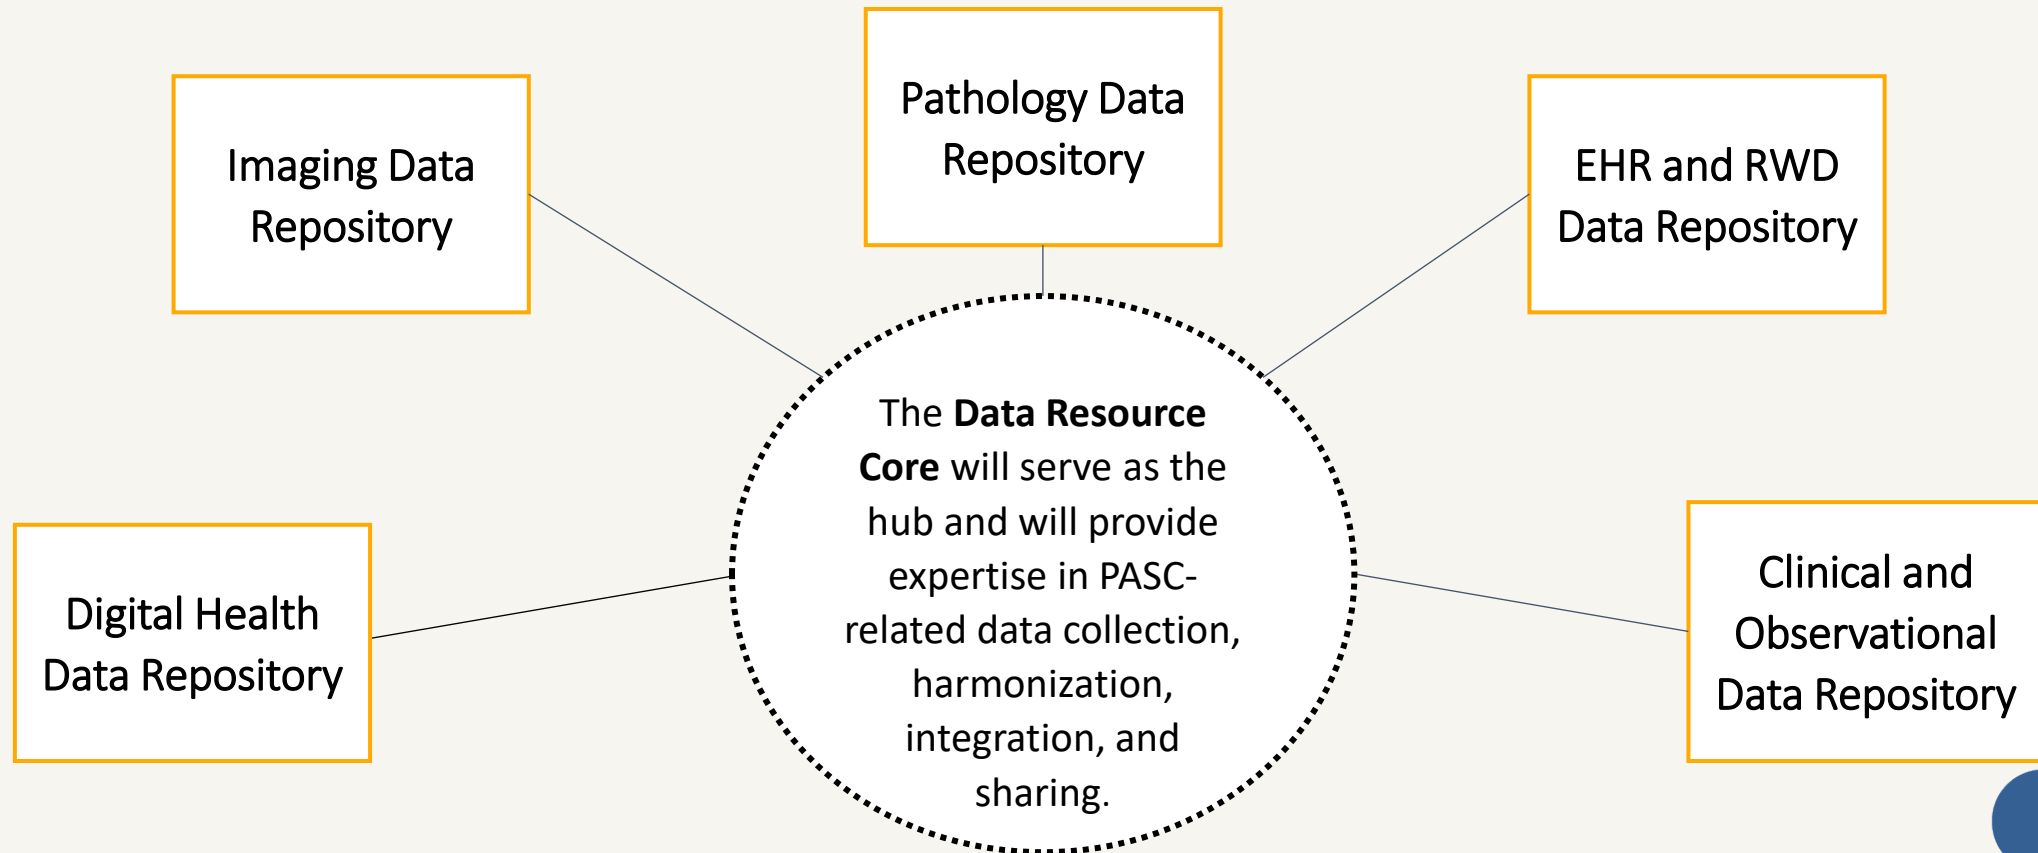 Pathology Data
Repository
Imaging Data
Repository
EHR and RWD
Data Repository
The Data Resource
Core will serve as the
hub and will provide
expertise in PASC-
related data collection,
harmonization,
integration, and
sharing.
Digital Health
Data Repository
Clinical and
Observational
Data Repository